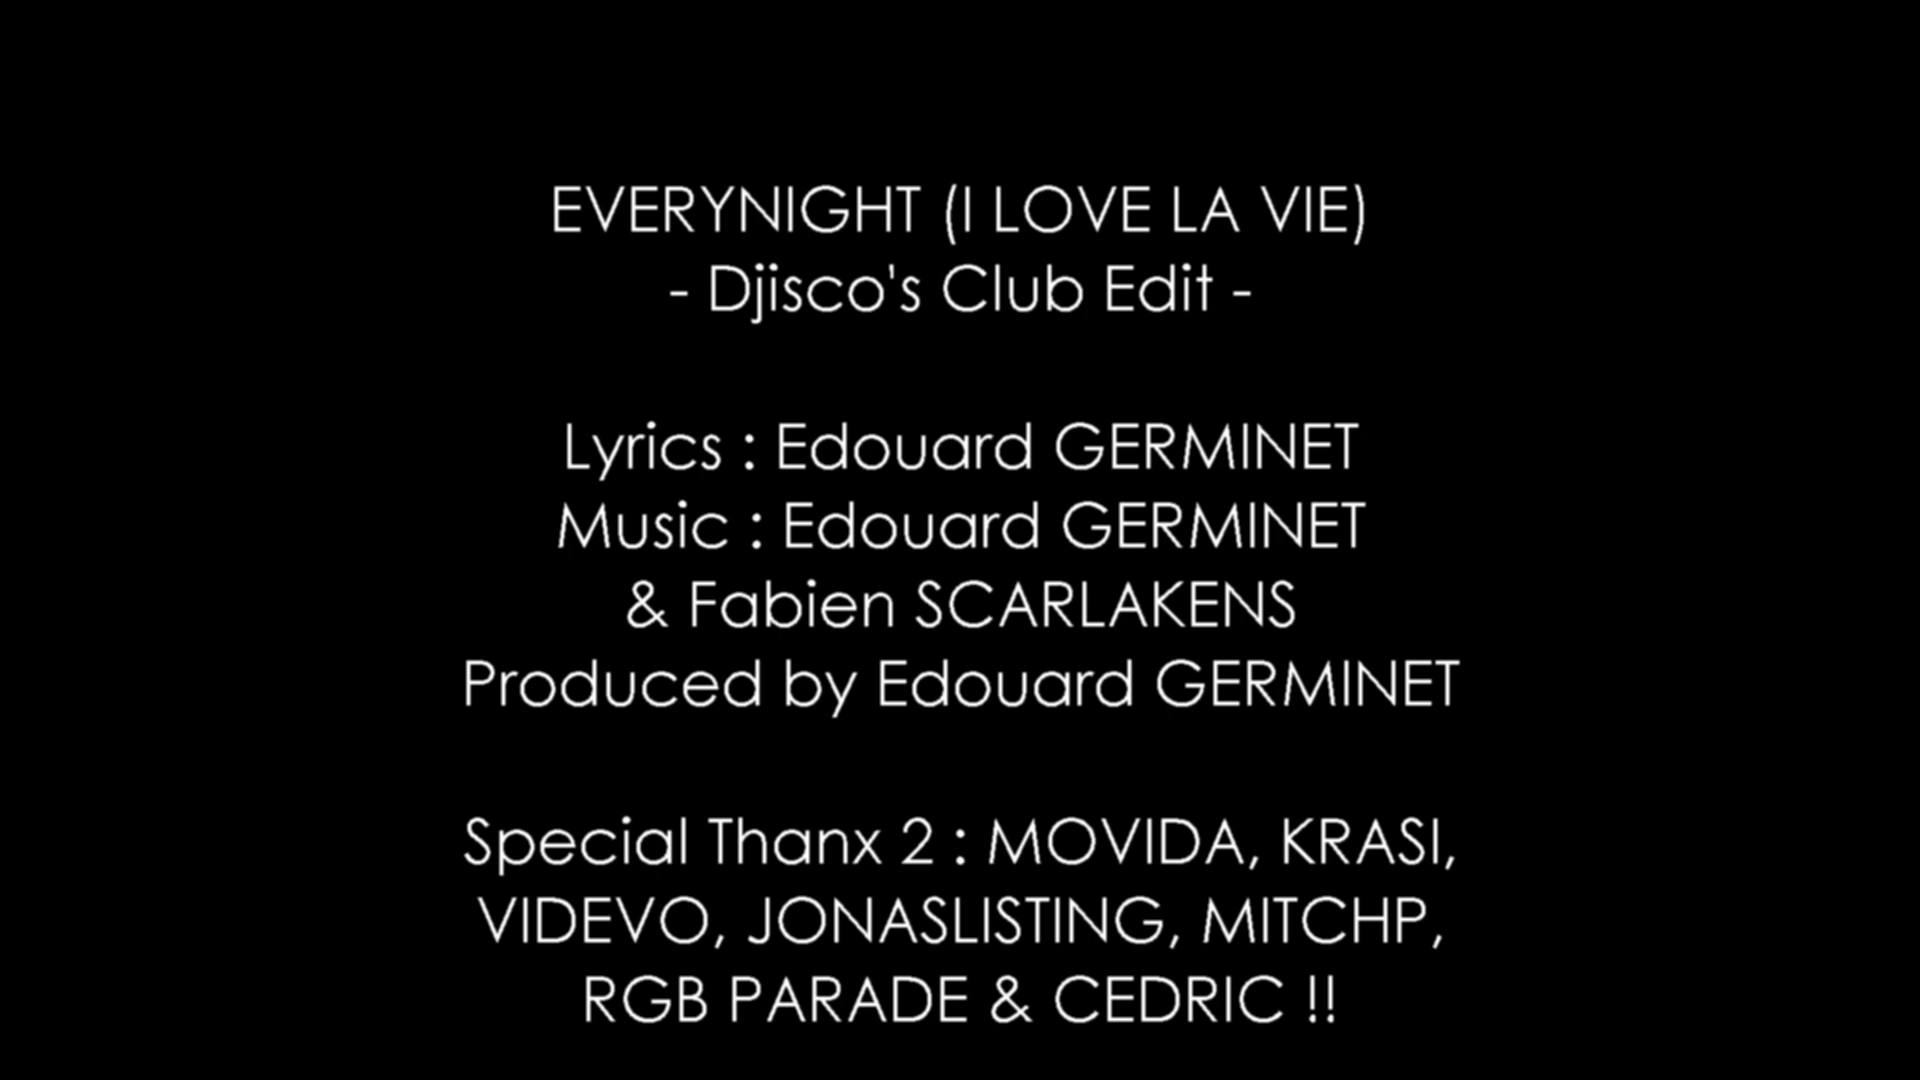 EVERYNIGHT (I LOVE LA VIE)
- Djisco's Club Edit -
Lyrics : Edouard GERMINET
Music : Edouard GERMINET
& Fabien SCARLAKENS
Produced by Edouard GERMINET
Special Thanx 2 : MOVIDA, KRASI,
VIDEVO, JONASLISTING, MITCHP,
RGB PARADE & CEDRIC !!